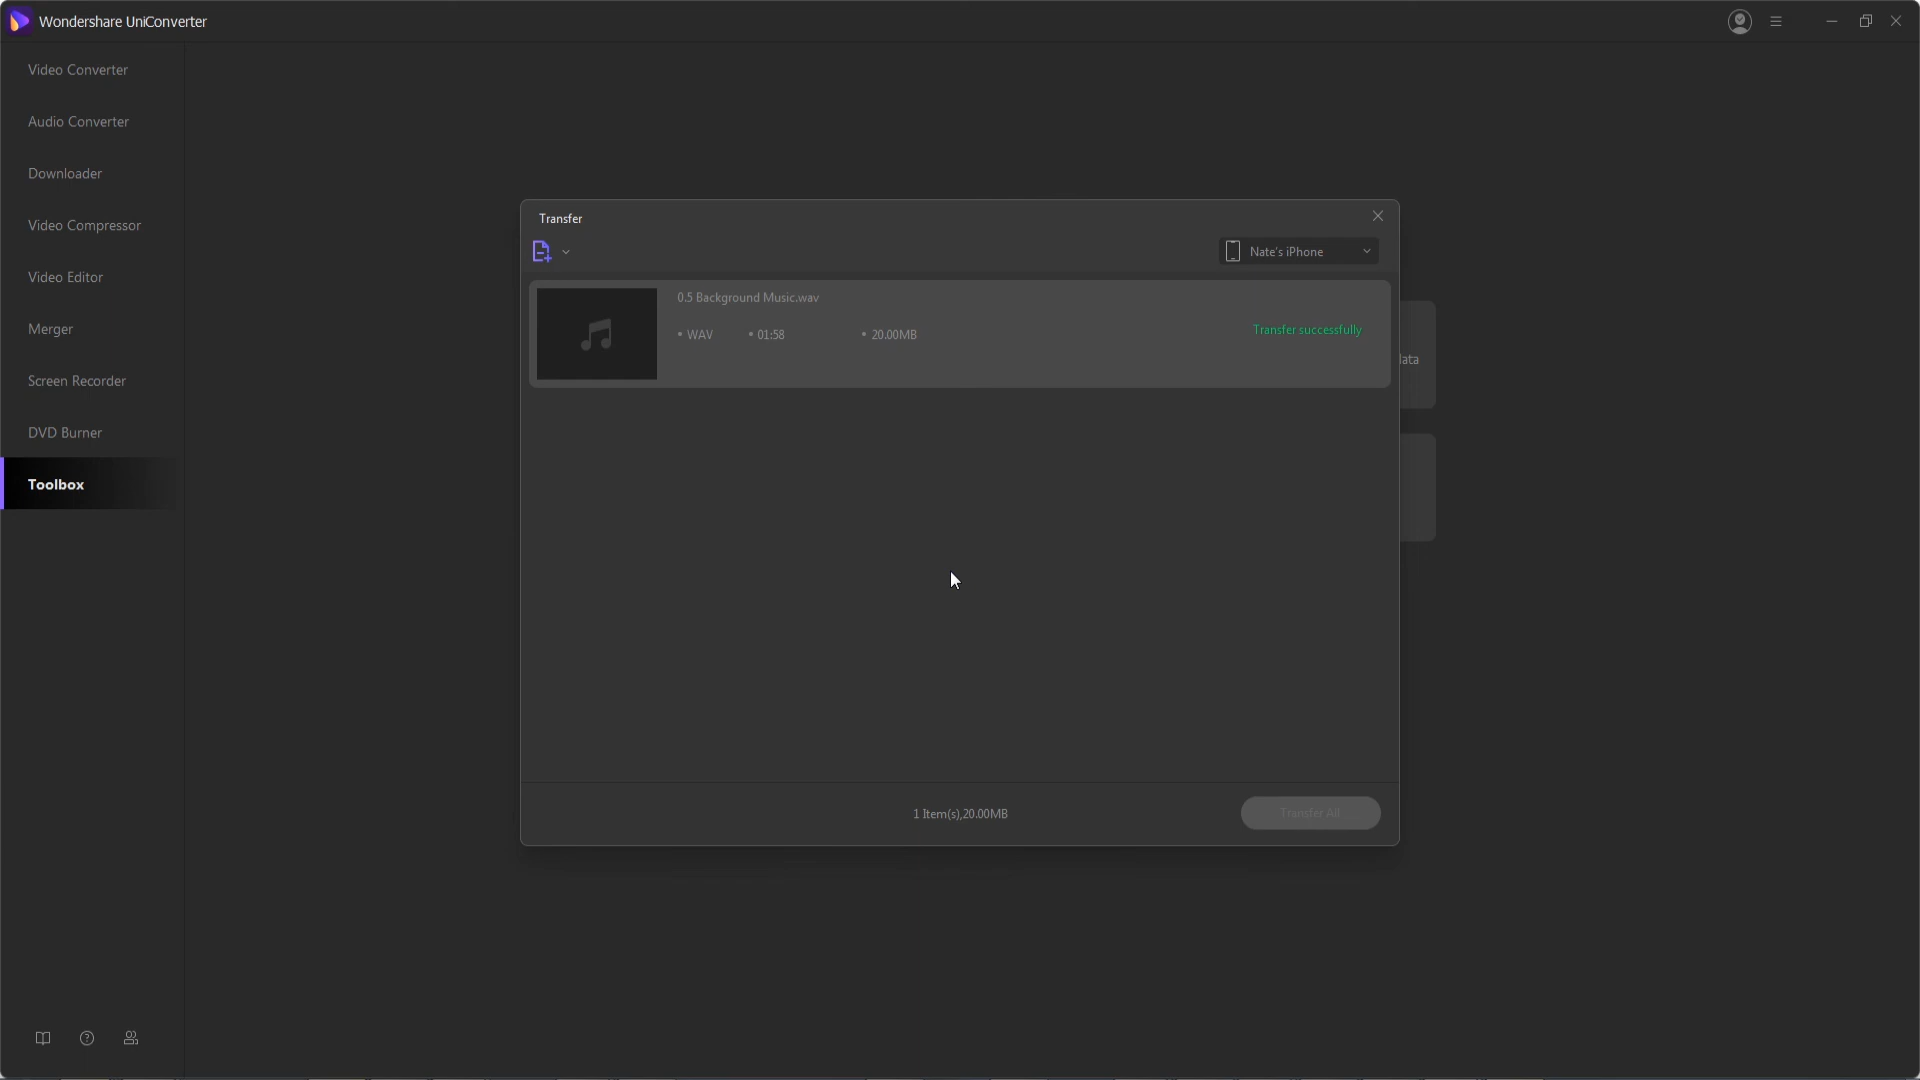 Wondershare UniConverter
Video Converter
Audio Converter
Downloader
Video Compressor
Video Editor
Merger
Screen Recorder
DVD Burner
Toolbox
Transfer
Nate's iPhone
0.5 Background Music.wav
• WAV • 01:58 • 20.00MB
Transfer successfully
1 Item(s),20.00MB
Transfer All